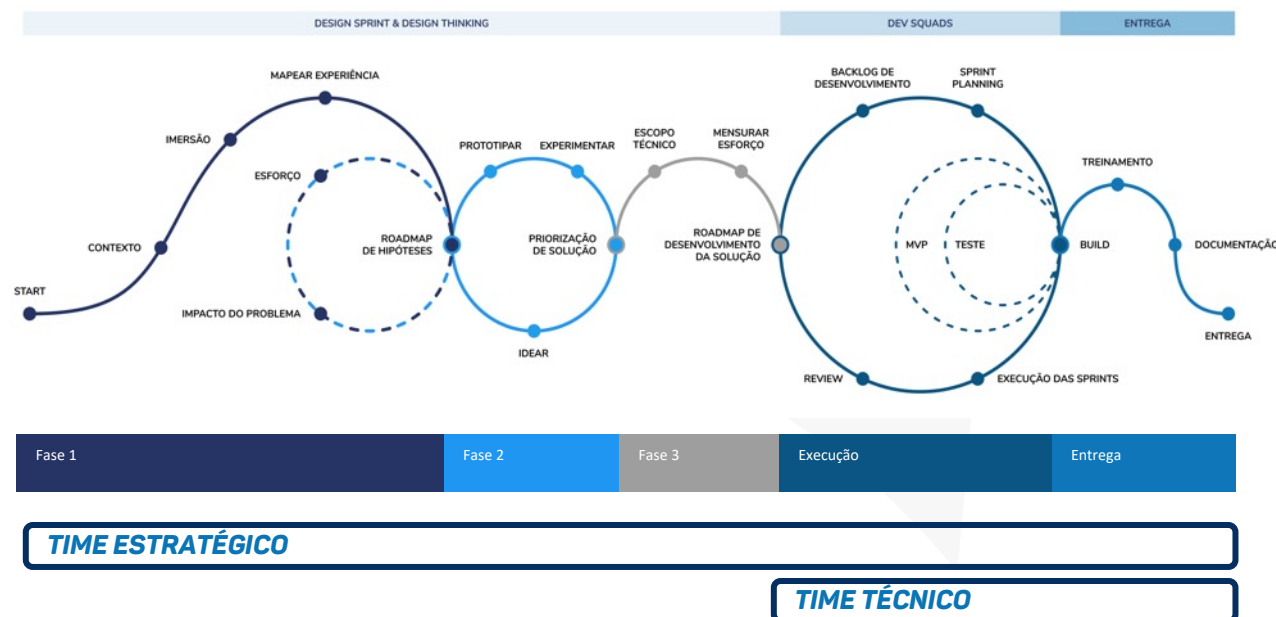 DESIGN SPRINT & DESIGN THINKING
DEV SQUADS
ENTREGA
START
CONTEXTO
IMERSÃO
MAPEAR EXPERIÊNCIA
ESFORÇO
IMPACTO DO PROBLEMA
ROADMAP
DE HIPÓTESES
PROTOTIPAR
EXPERIMENTAR
IDEAR
PRIORIZAÇÃO
DE SOLUÇÃO
ESCOPO
TÉCNICO
MENSURAR
ESFORÇO
ROADMAP DE
DESENVOLVIMENTO
DA SOLUÇÃO
BACKLOG DE
DESENVOLVIMENTO
SPRINT
PLANNING
MVP
TESTE
BUILD
REVIEW
EXECUÇÃO DAS SPRINTS
TREINAMENTO
DOCUMENTAÇÃO
ENTREGA
Fase 1
Fase 2
Fase 3
Execução
Entrega
TIME ESTRATÉGICO
TIME TÉCNICO